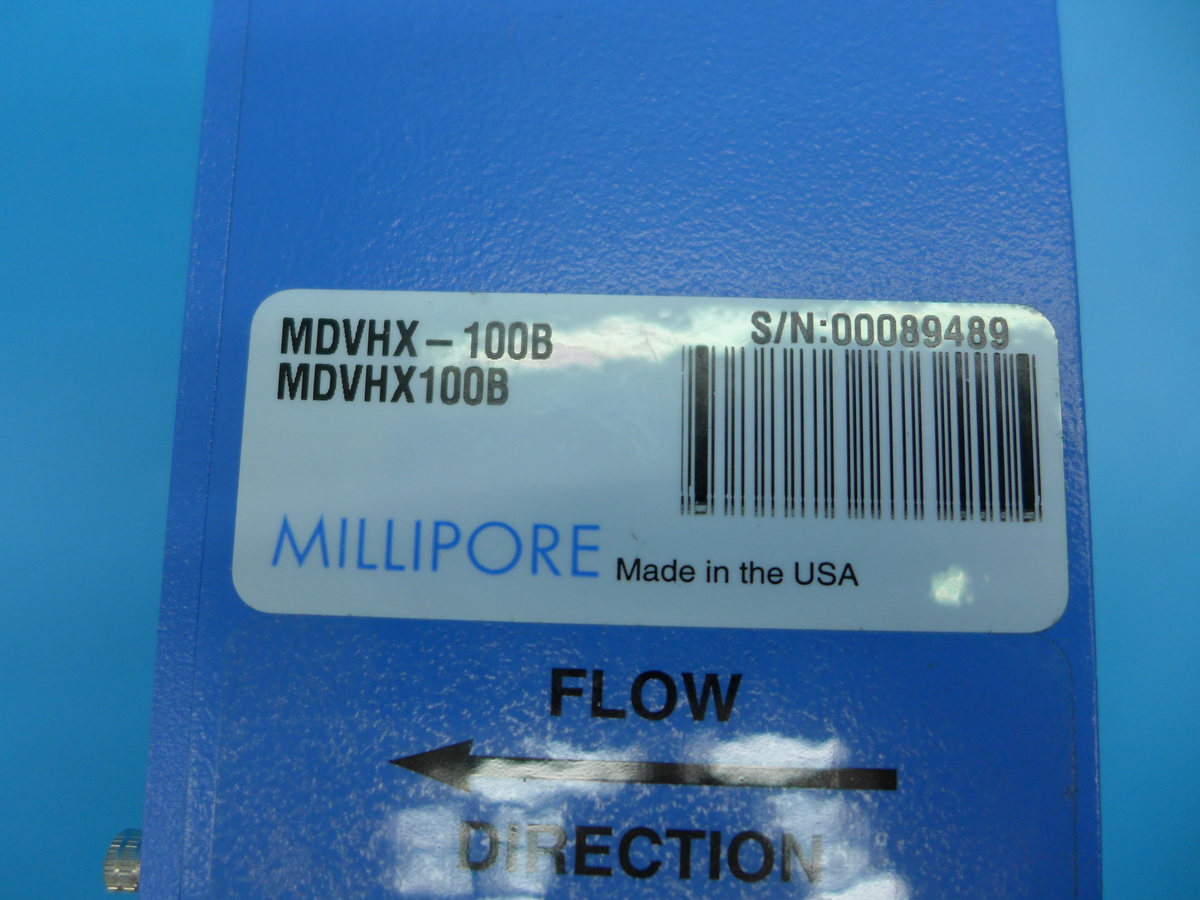 MDVHX – 100B
MDVHX100B
S/N:00089489
MILLIPORE Made in the USA
FLOW
DIRECTION